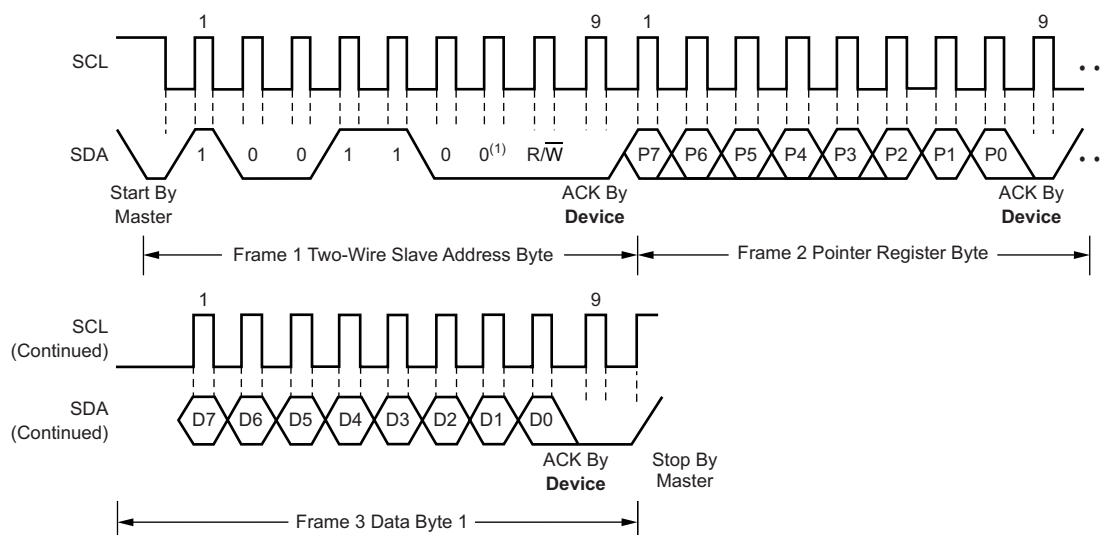 1 9 1 9
SCL
SDA
1 0 0 1 1 0 0(1) R/W̅ P7 P6 P5 P4 P3 P2 P1 P0
Start By
Master
ACK By
Device
ACK By
Device
Frame 1 Two-Wire Slave Address Byte
Frame 2 Pointer Register Byte
1 9
SCL
(Continued)
SDA
(Continued)
D7 D6 D5 D4 D3 D2 D1 D0
ACK By
Device
Stop By
Master
Frame 3 Data Byte 1